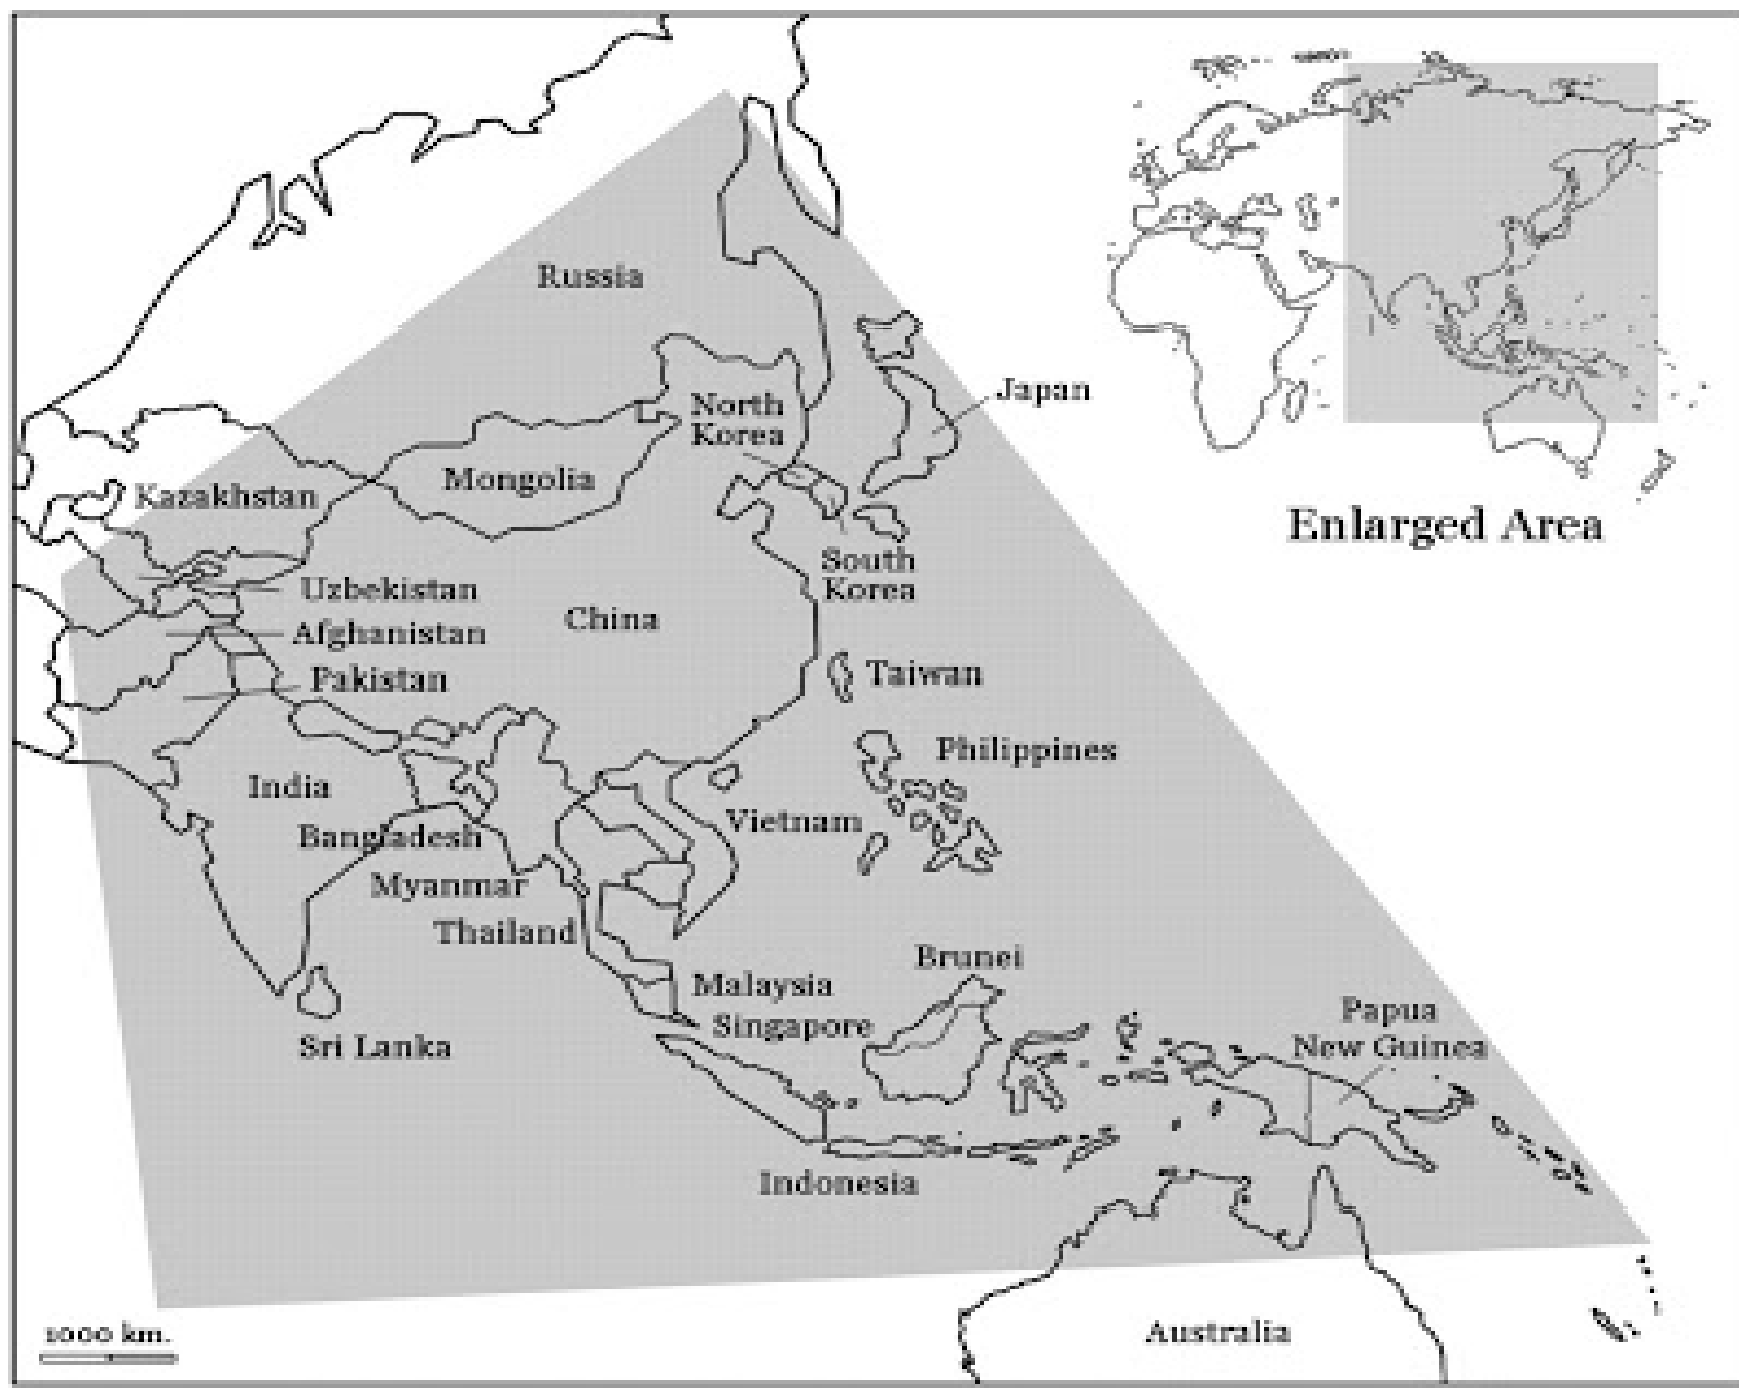 Russia
Japan
North
Korea
Mongolia
Kazakhstan
Enlarged Area
South
Korea
Uzbekistan
China
Afghanistan
Taiwan
Pakistan
Philippines
India
Vietnam
Bangladesh
Myanmar
Thailand
Brunei
Malaysia
Papua
New Guinea
Singapore
Sri Lanka
Indonesia
1000 km.
Australia